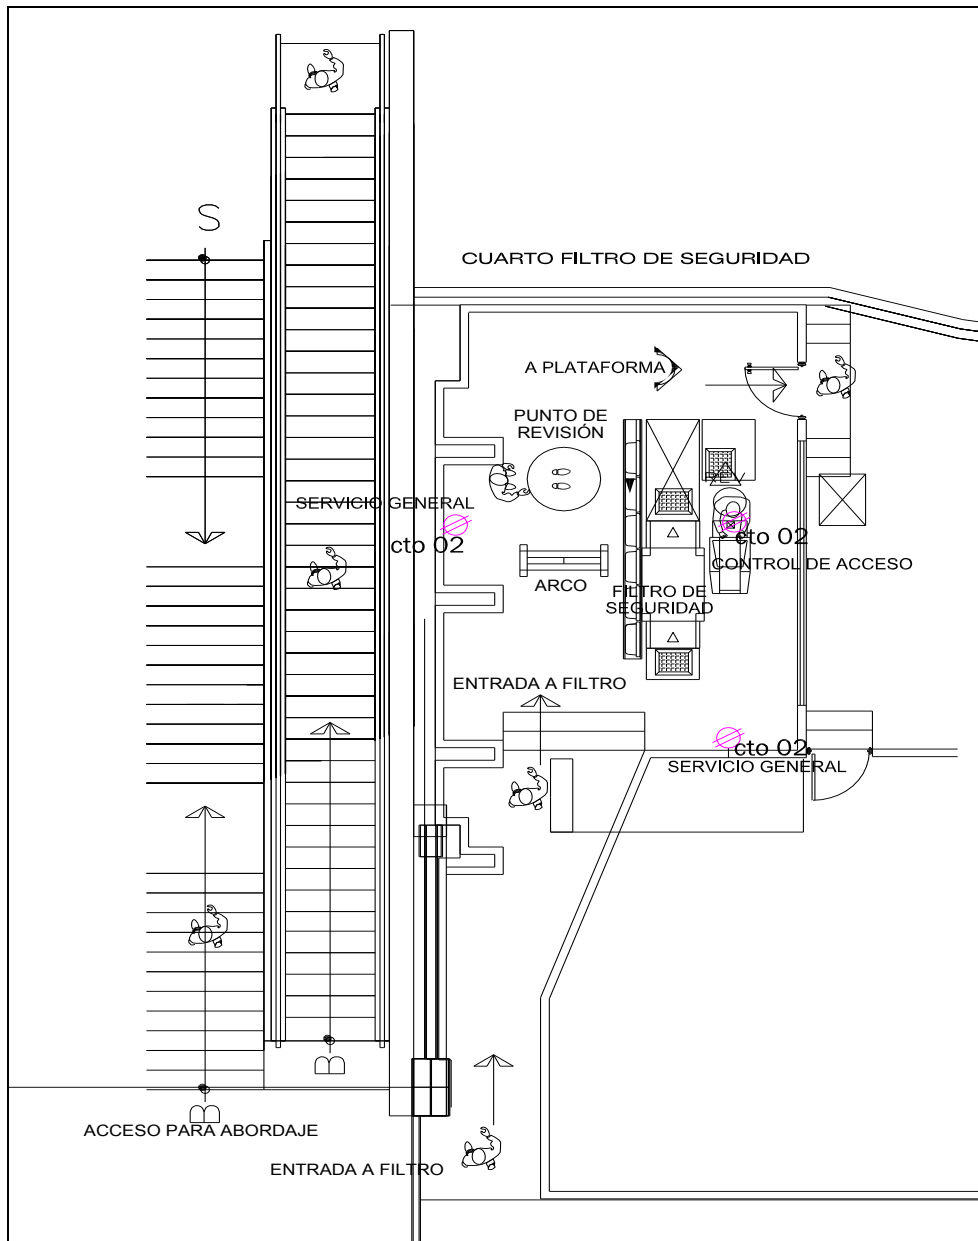 S
CUARTO FILTRO DE SEGURIDAD
A PLATAFORMA
PUNTO DE
REVISIÓN
SERVICIO GENERAL
cto 02
cto 02
CONTROL DE ACCESO
ARCO
FILTRO DE
SEGURIDAD
ENTRADA A FILTRO
cto 02
SERVICIO GENERAL
B
B
ACCESO PARA ABORDAJE
ENTRADA A FILTRO